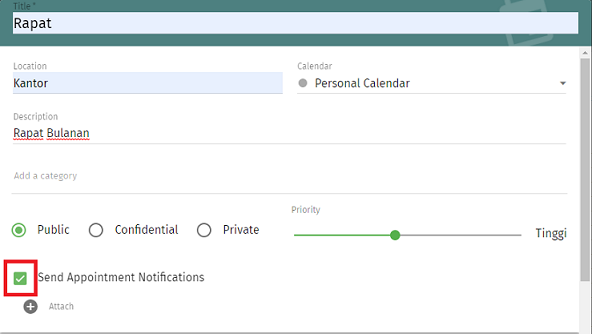 Title *
Rapat
Location
Calendar
Kantor
Personal Calendar
Description
Rapat Bulanan
Add a category
Priority
Public
Confidential
Private
Tinggi
Send Appointment Notifications
Attach